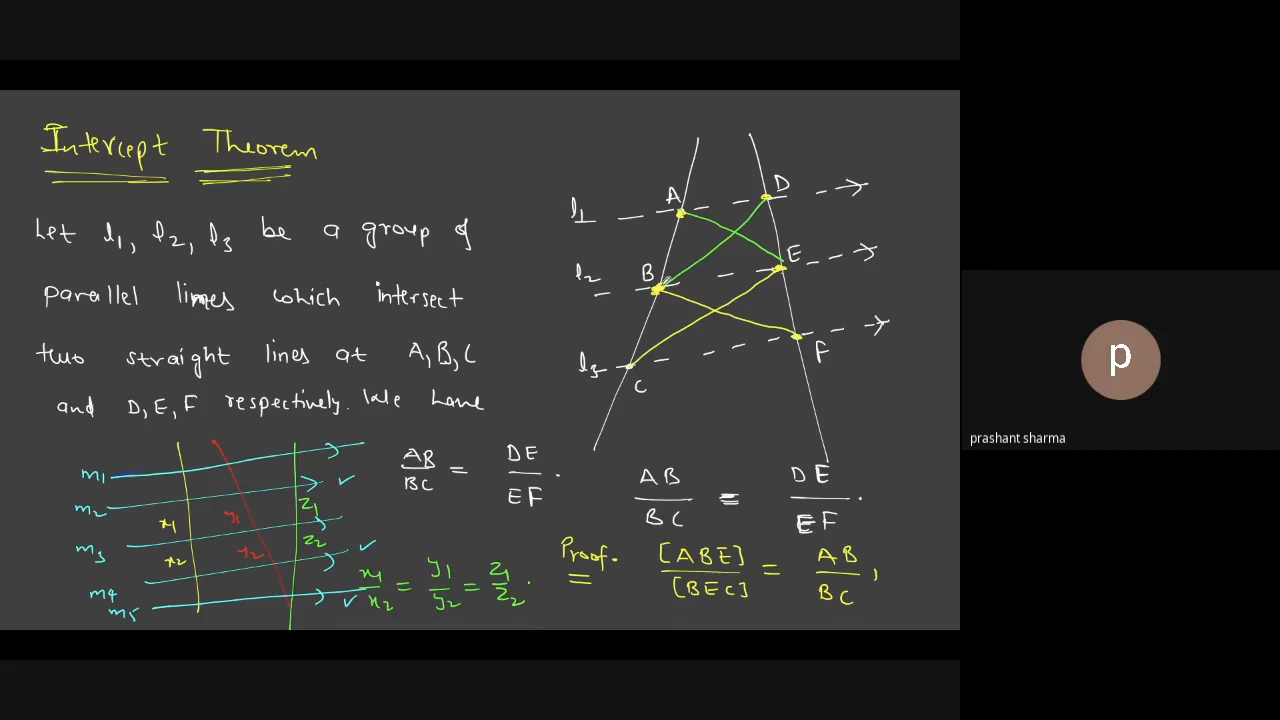 Intercept Theorem
Let l1, l2, l3 be a group of
parallel lines which intersect
two straight lines at A, B, C
and D, E, F respectively. We have
AB/BC = DE/EF.
m1
m2
m3
m4
m5
x1
x2
y1
y2
z1
z2
x1/x2 = y1/y2 = z1/z2.
l1
A
D
l2
B
E
l3
C
F
AB/BC = DE/EF.
Proof. [ABE]/[BEC] = AB/BC,
p
prashant sharma